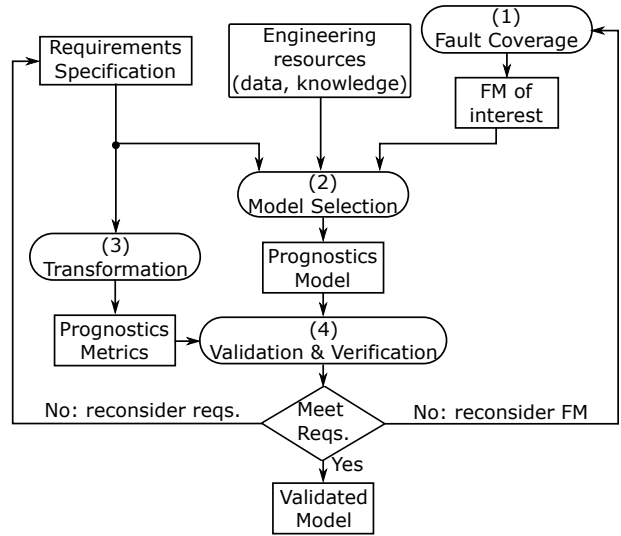 Requirements
Specification
Engineering
resources
(data, knowledge)
(1)
Fault Coverage
FM of
interest
(2)
Model Selection
(3)
Transformation
Prognostics
Model
Prognostics
Metrics
(4)
Validation & Verification
No: reconsider reqs.
Meet
Reqs.
No: reconsider FM
Yes
Validated
Model